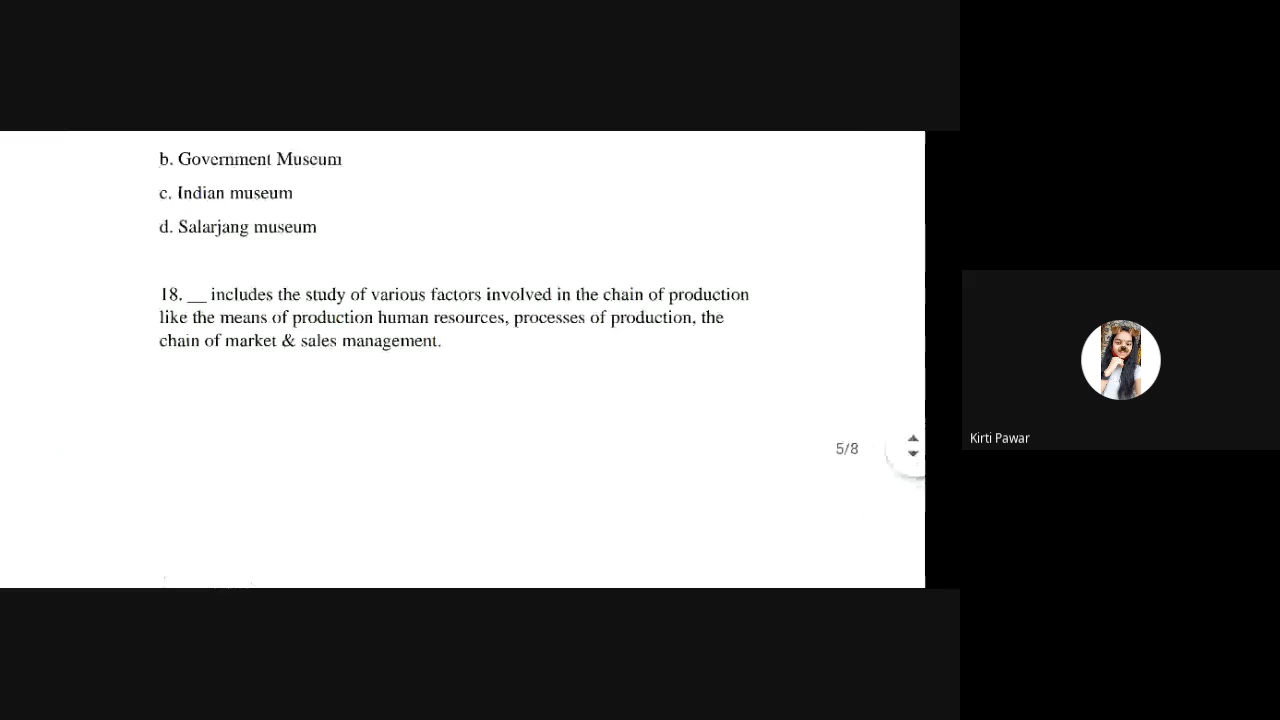 b. Government Museum
c. Indian museum
d. Salarjang museum
18. __ includes the study of various factors involved in the chain of production
like the means of production human resources, processes of production, the
chain of market & sales management.
5/8
Kirti Pawar